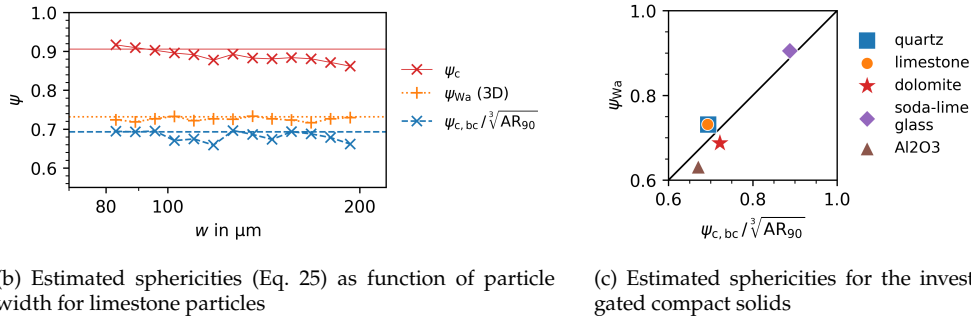 (b)
1.0
0.9
0.8
0.7
0.6
ψ
80
100
200
w in µm
ψc
ψWa (3D)
ψc, bc / ∛AR90
(c)
1.0
0.8
0.6
ψWa
0.6
0.8
1.0
ψc, bc / ∛AR90
quartz
limestone
dolomite
soda-lime
glass
Al2O3
(b) Estimated sphericities (Eq. 25) as function of particle
width for limestone particles
(c) Estimated sphericities for the invest
gated compact solids